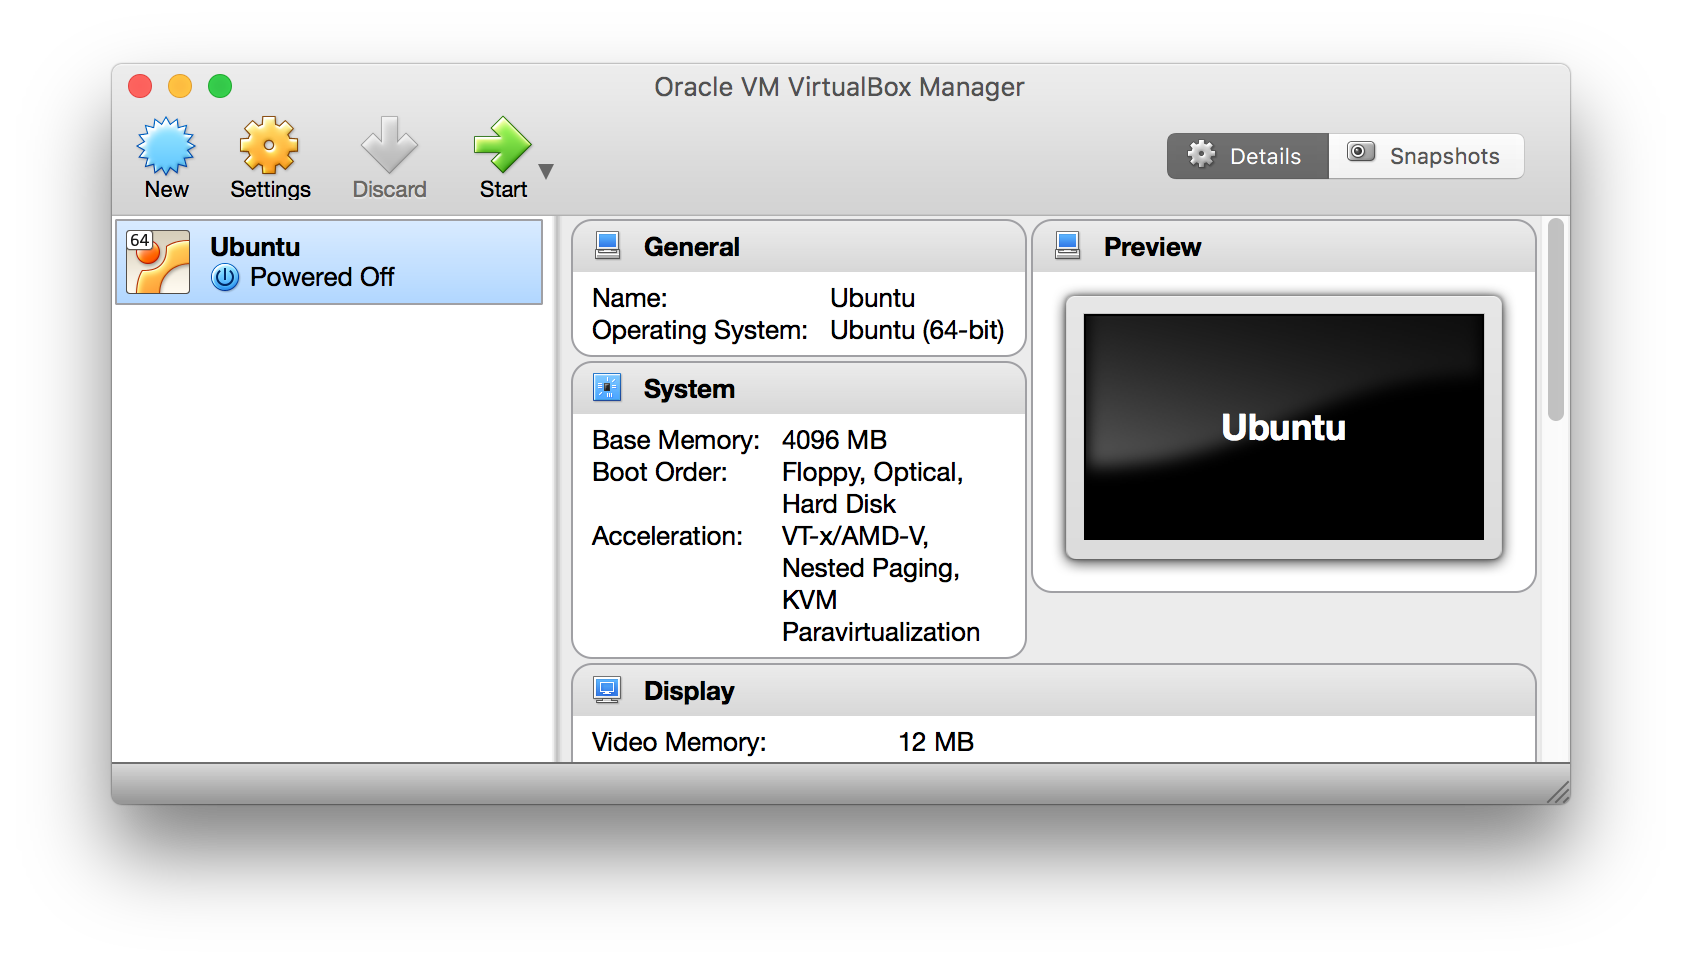 Oracle VM VirtualBox Manager
New
Settings
Discard
Start
Details
Snapshots
64
Ubuntu
Powered Off
General
Name: Ubuntu
Operating System: Ubuntu (64-bit)
System
Base Memory: 4096 MB
Boot Order: Floppy, Optical,
Hard Disk
Acceleration: VT-x/AMD-V,
Nested Paging,
KVM
Paravirtualization
Preview
Ubuntu
Display
Video Memory: 12 MB